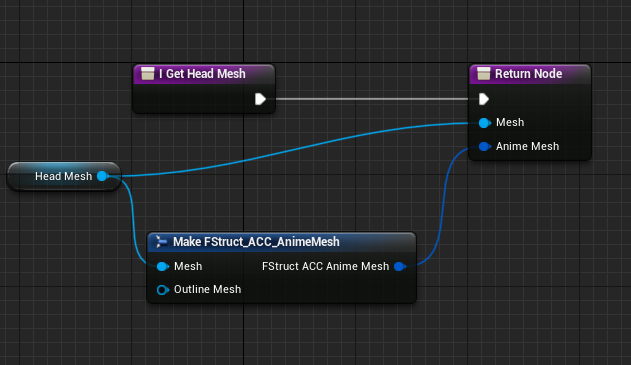 I Get Head Mesh
Return Node
Mesh
Anime Mesh
Head Mesh
Make FStruct_ACC_AnimeMesh
Mesh
FStruct ACC Anime Mesh
Outline Mesh